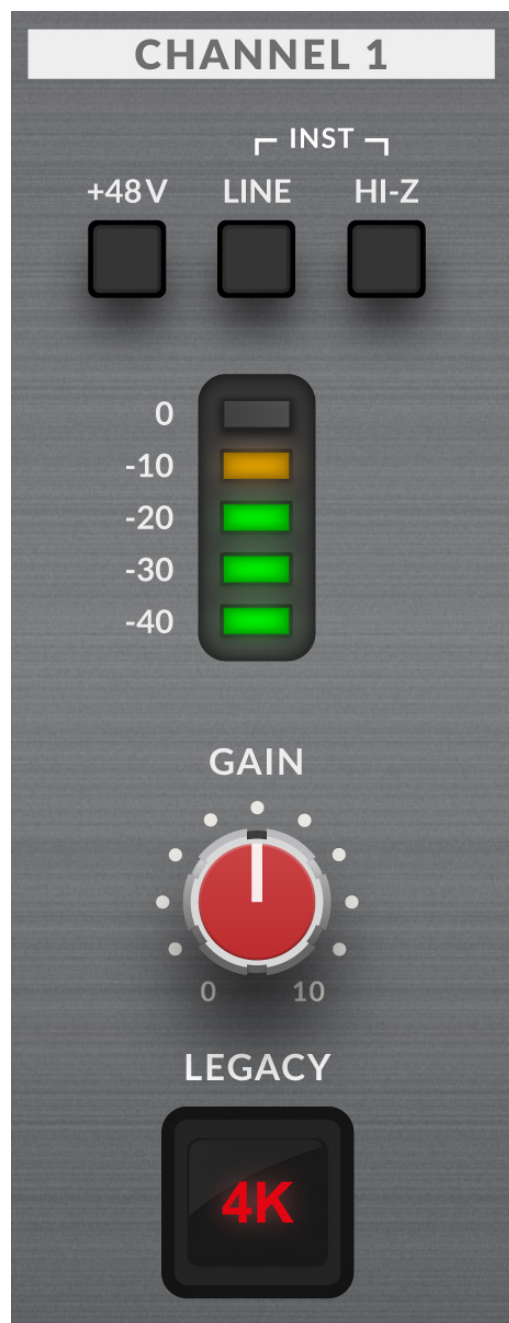 CHANNEL 1
INST
+48V LINE HI-Z
0
-10
-20
-30
-40
GAIN
0 10
LEGACY
4K